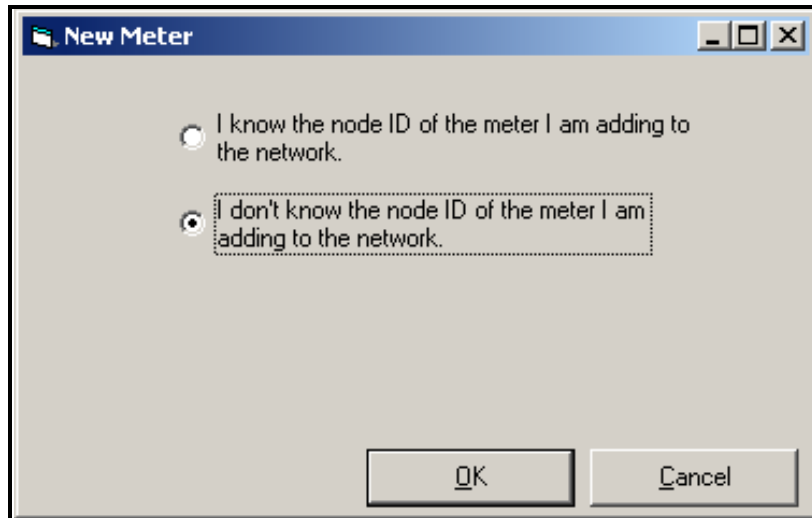 New Meter
I know the node ID of the meter I am adding to
the network.
I don't know the node ID of the meter I am
adding to the network.
OK
Cancel